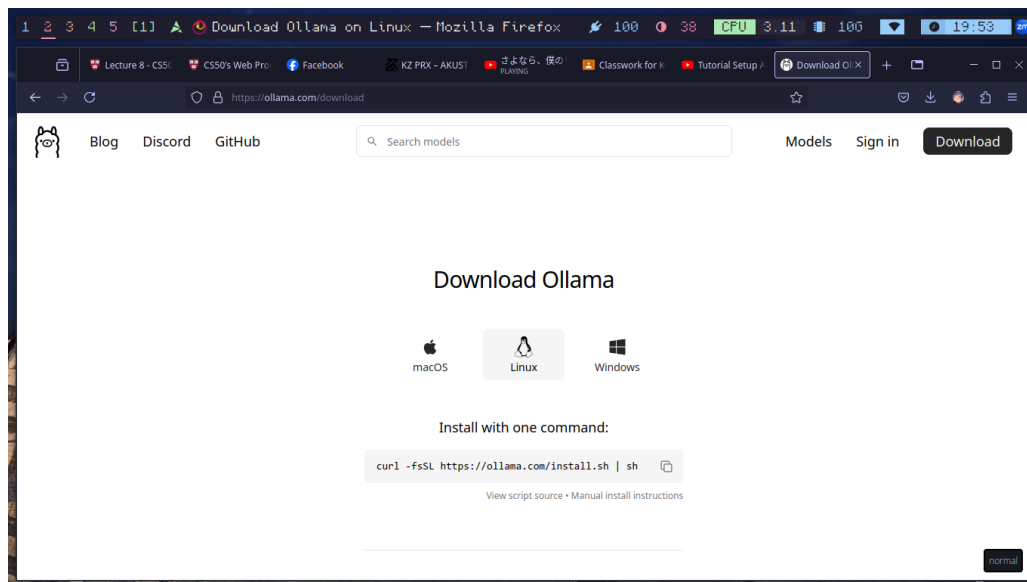 1 2 3 4 5 [1] Download Ollama on Linux — Mozilla Firefox 100 38 CPU 3.11 10G 19:53
Lecture 8 - CS50 CS50's Web Pro Facebook KZ PRX – AKUST さよなら、僕の Classwork for K Tutorial Setup A Download Oll
PLAYING
https://ollama.com/download
Blog Discord GitHub Search models Models Sign in Download
Download Ollama
macOS Linux Windows
Install with one command:
curl -fsSL https://ollama.com/install.sh | sh
View script source • Manual install instructions
normal